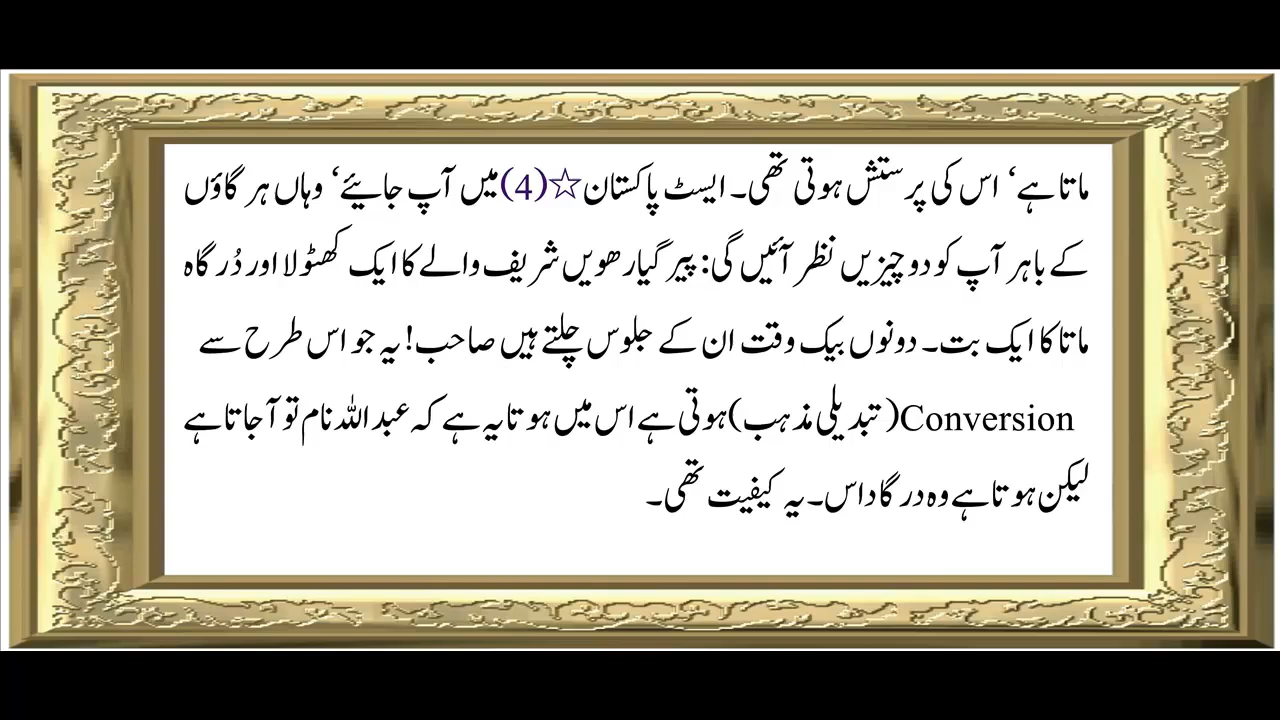 ماتا ہے‘ اس کی پرستش ہوتی تھی۔ ایسٹ پاکستان☆(4)میں آپ جایئے‘ وہاں ہر گاؤں
کے باہر آپ کو دو چیزیں نظر آئیں گی: پیر گیارھویں شریف والے کا ایک کھٹولا اور دُرگاہ
ماتا کا ایک بت۔ دونوں بیک وقت ان کے جلوس چلتے ہیں صاحب! یہ جو اس طرح سے
Conversion(تبدیلی مذہب) ہوتی ہے اس میں ہوتا یہ ہے کہ عبد اللہ نام تو آ جاتا ہے
لیکن ہوتا ہے وہ درگا داس۔ یہ کیفیت تھی۔